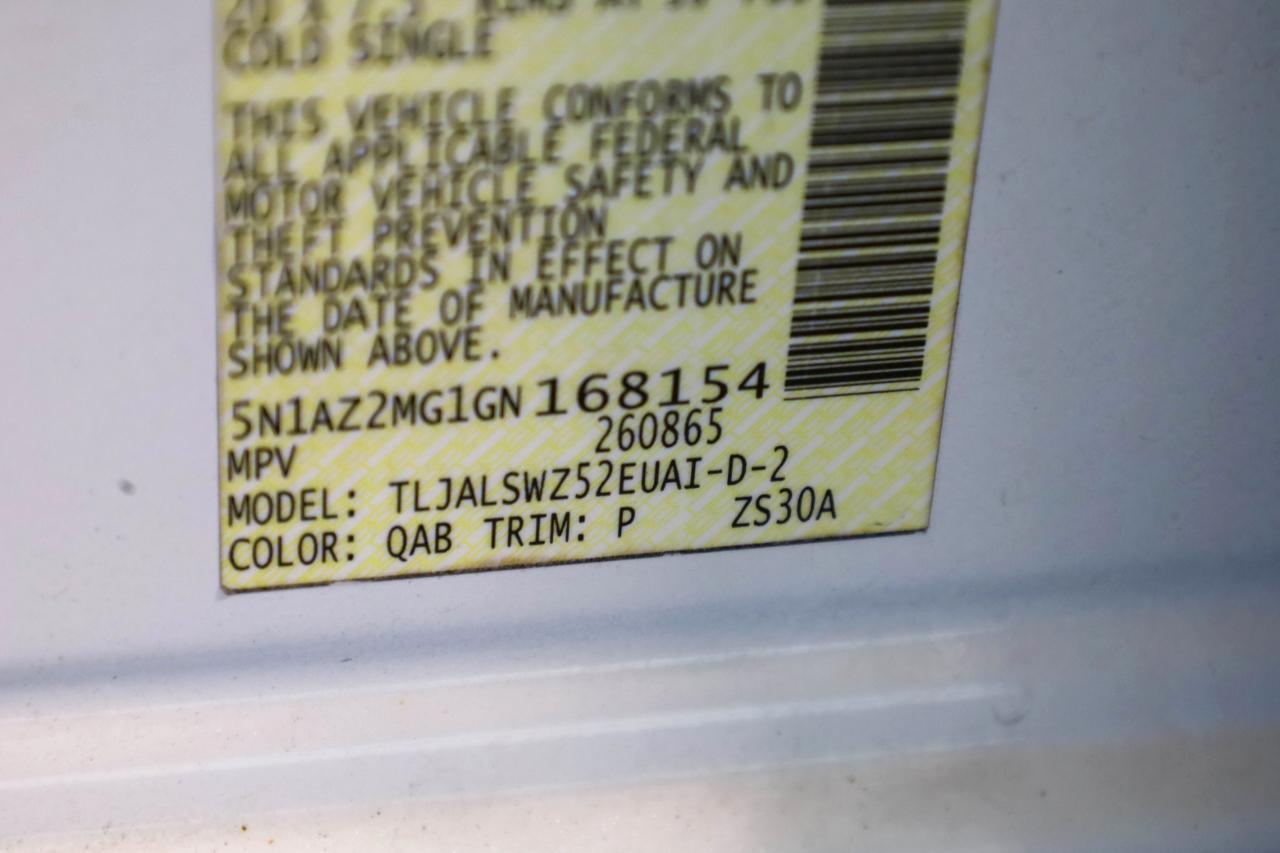 COLD SINGLE
THIS VEHICLE CONFORMS TO
ALL APPLICABLE FEDERAL
MOTOR VEHICLE SAFETY AND
THEFT PREVENTION
STANDARDS IN EFFECT ON
THE DATE OF MANUFACTURE
SHOWN ABOVE.
5N1AZ2MG1GN168154
260865
MPV
MODEL: TLJALSWZ52EUAI-D-2
COLOR: QAB TRIM: P ZS30A